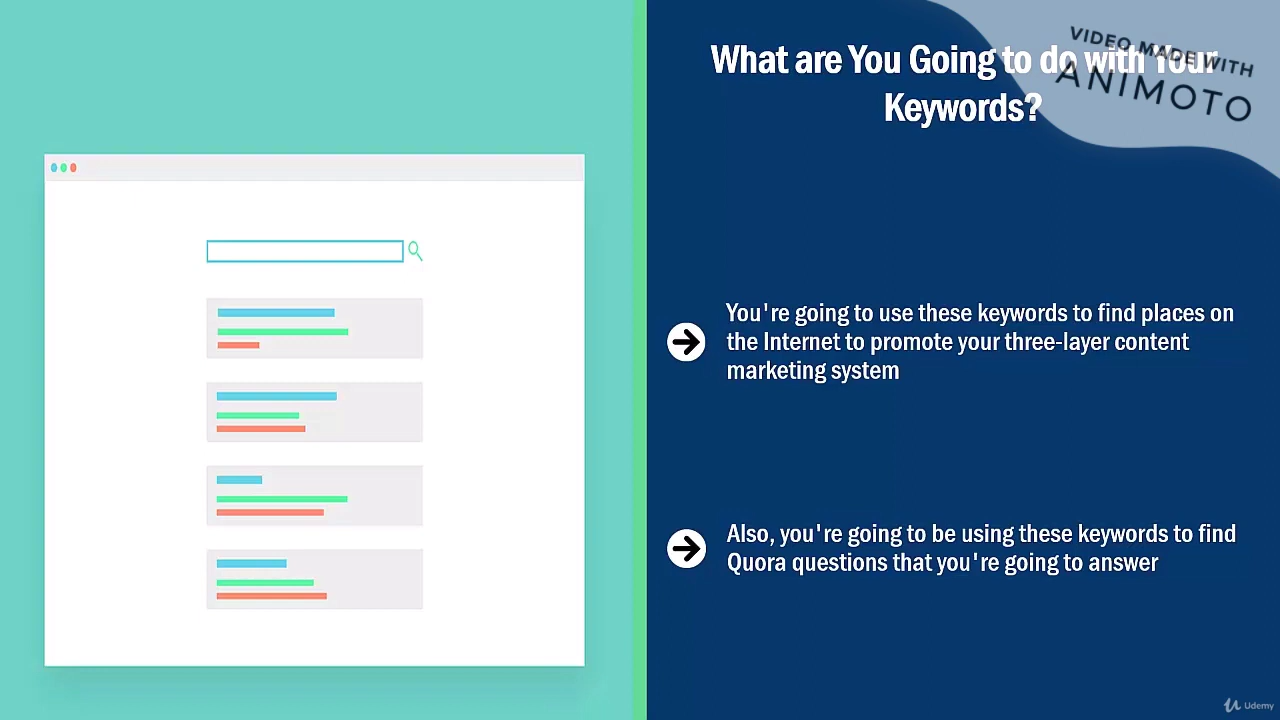 What are You Going to do with Your
Keywords?
VIDEO MADE WITH
ANIMOTO
You're going to use these keywords to find places on
the Internet to promote your three-layer content
marketing system
Also, you're going to be using these keywords to find
Quora questions that you're going to answer
Udemy